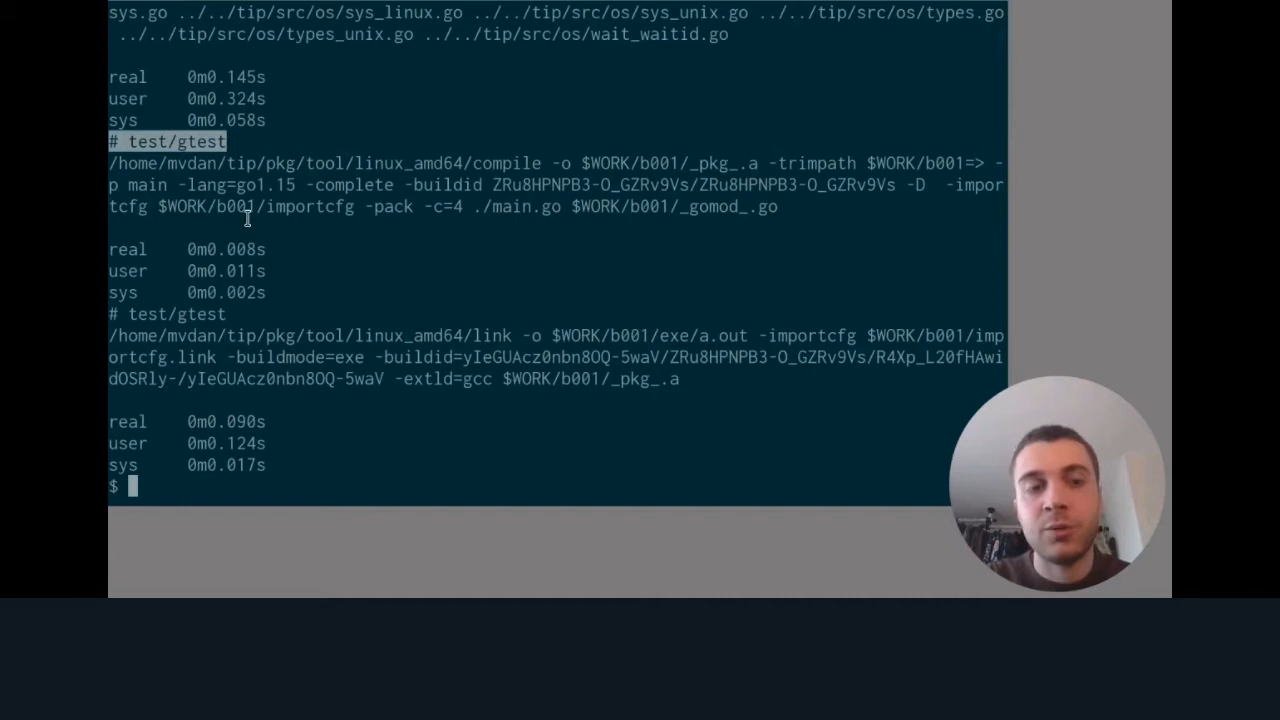 sys.go ../../tip/src/os/sys_linux.go ../../tip/src/os/sys_unix.go ../../tip/src/os/types.go
../../tip/src/os/types_unix.go ../../tip/src/os/wait_waitid.go
real 0m0.145s
user 0m0.324s
sys 0m0.058s
# test/gtest
/home/mvdan/tip/pkg/tool/linux_amd64/compile -o $WORK/b001/_pkg_.a -trimpath $WORK/b001=> -
p main -lang=go1.15 -complete -buildid ZRu8HPNPB3-O_GZRv9Vs/ZRu8HPNPB3-O_GZRv9Vs -D  -impor
tcfg $WORK/b001/importcfg -pack -c=4 ./main.go $WORK/b001/_gomod_.go
real 0m0.008s
user 0m0.011s
sys 0m0.002s
# test/gtest
/home/mvdan/tip/pkg/tool/linux_amd64/link -o $WORK/b001/exe/a.out -importcfg $WORK/b001/imp
ortcfg.link -buildmode=exe -buildid=yIeGUAcz0nbn8OQ-5waV/ZRu8HPNPB3-O_GZRv9Vs/R4Xp_L20fHAwi
dOSRly-/yIeGUAcz0nbn8OQ-5waV -extld=gcc $WORK/b001/_pkg_.a
real 0m0.090s
user 0m0.124s
sys 0m0.017s
$